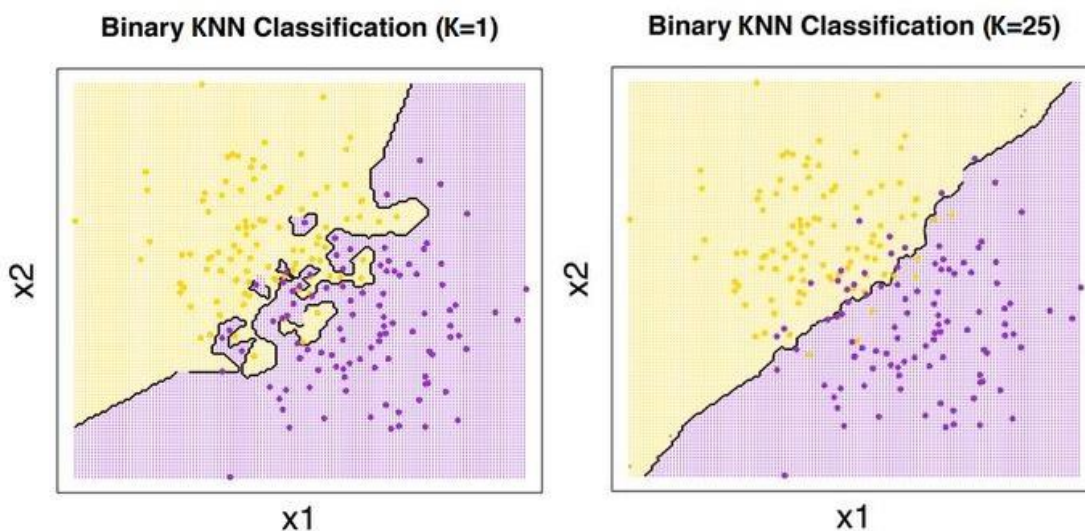 Binary KNN Classification (K=1)
x2
x1
Binary KNN Classification (K=25)
x2
x1